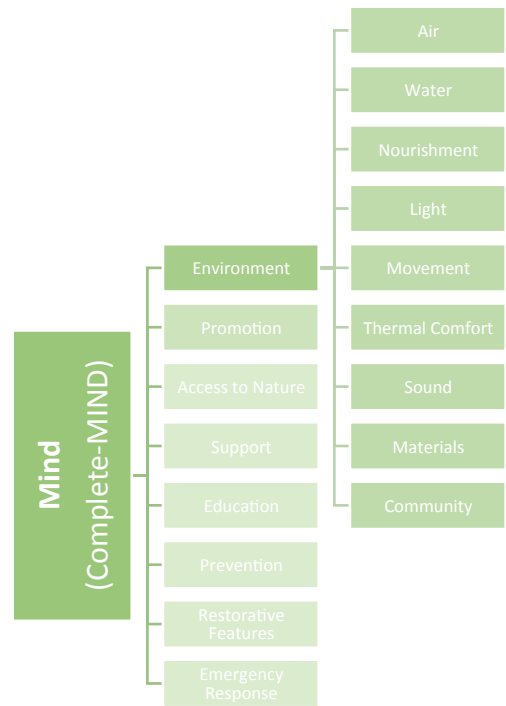 Mind
(Complete-MIND)
Environment
Promotion
Access to Nature
Support
Education
Prevention
Restorative
Features
Emergency
Response
Air
Water
Nourishment
Light
Movement
Thermal Comfort
Sound
Materials
Community